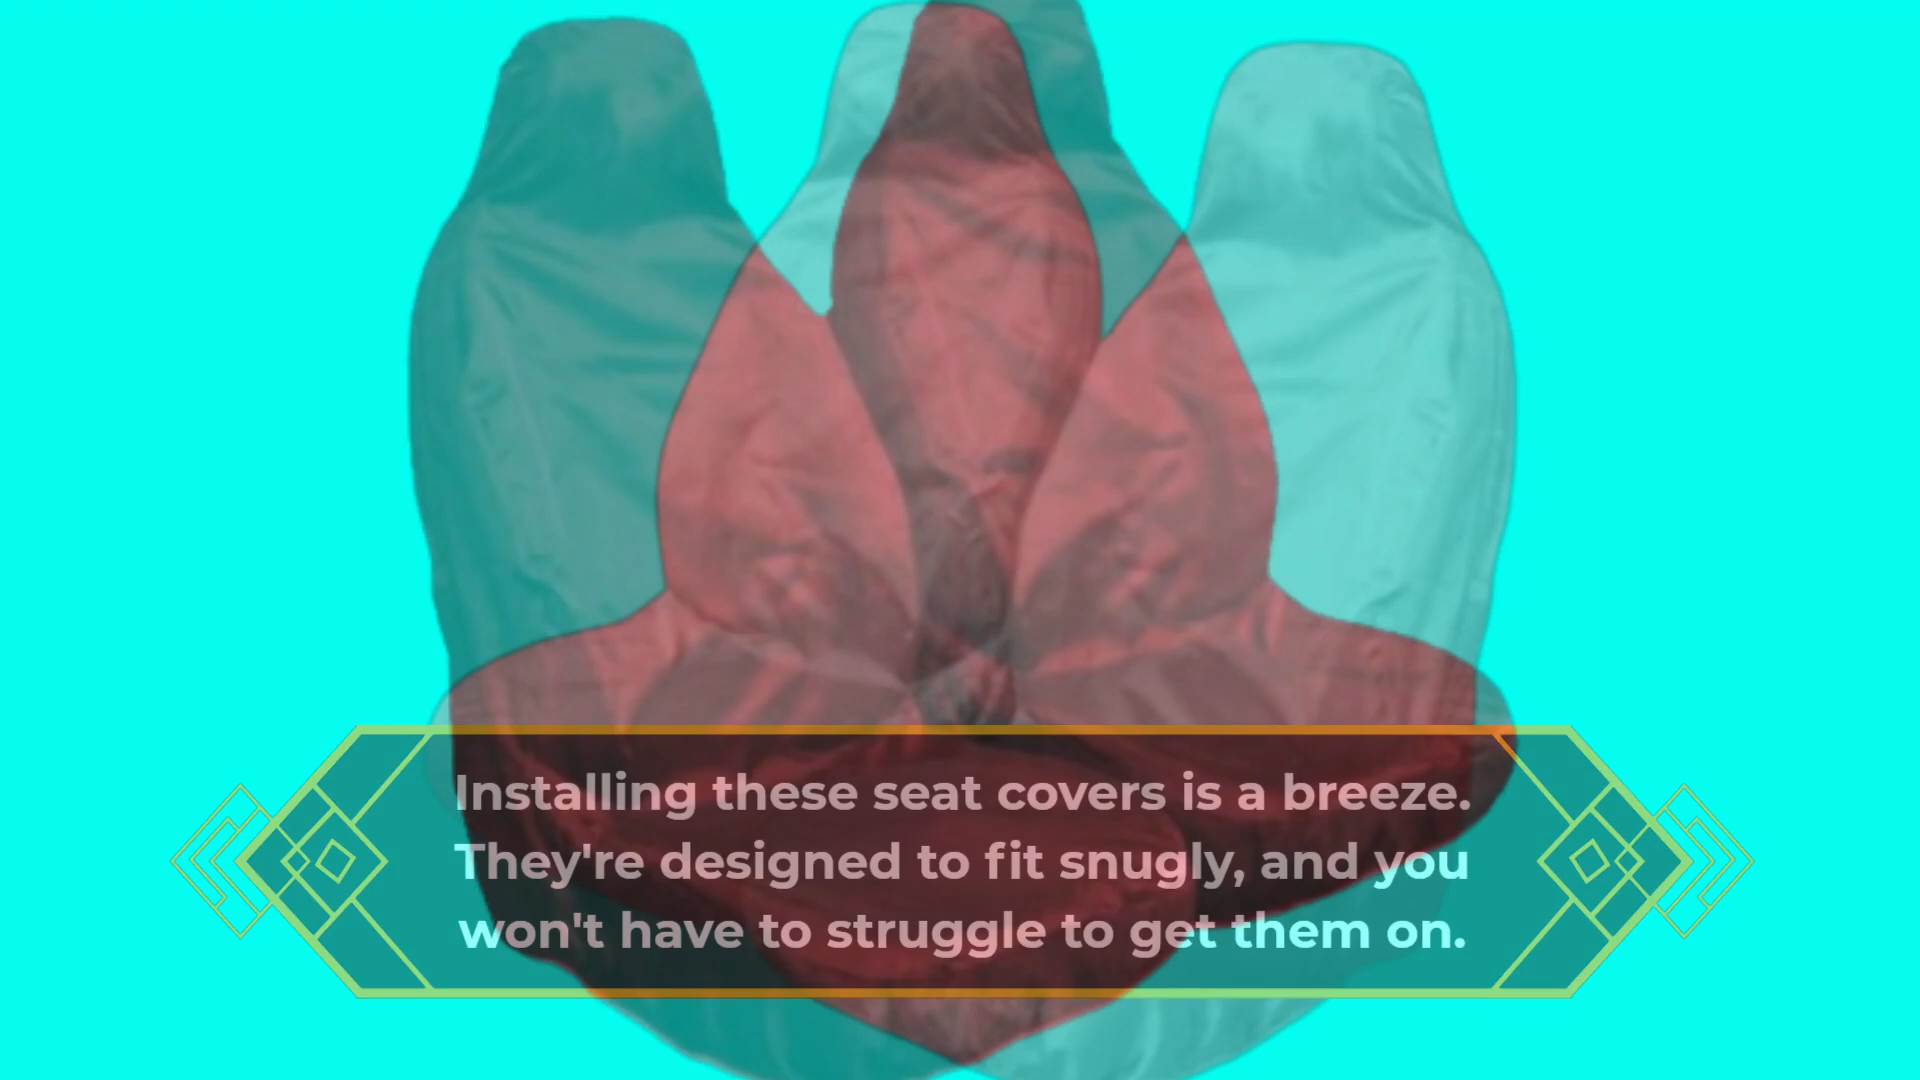 Installing these seat covers is a breeze.
They're designed to fit snugly, and you
won't have to struggle to get them on.